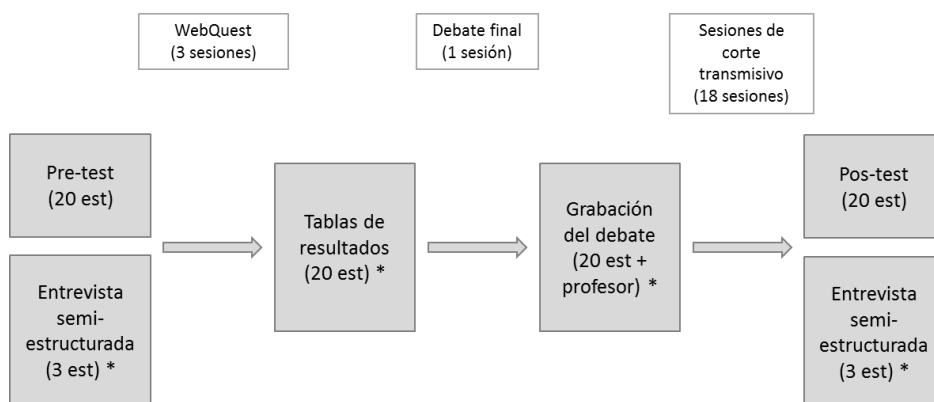 WebQuest
(3 sesiones)
Debate final
(1 sesión)
Sesiones de
corte
transmisivo
(18 sesiones)
Pre-test
(20 est)
Entrevista
semi-
estructurada
(3 est) *
Tablas de
resultados
(20 est) *
Grabación
del debate
(20 est +
profesor) *
Pos-test
(20 est)
Entrevista
semi-
estructurada
(3 est) *